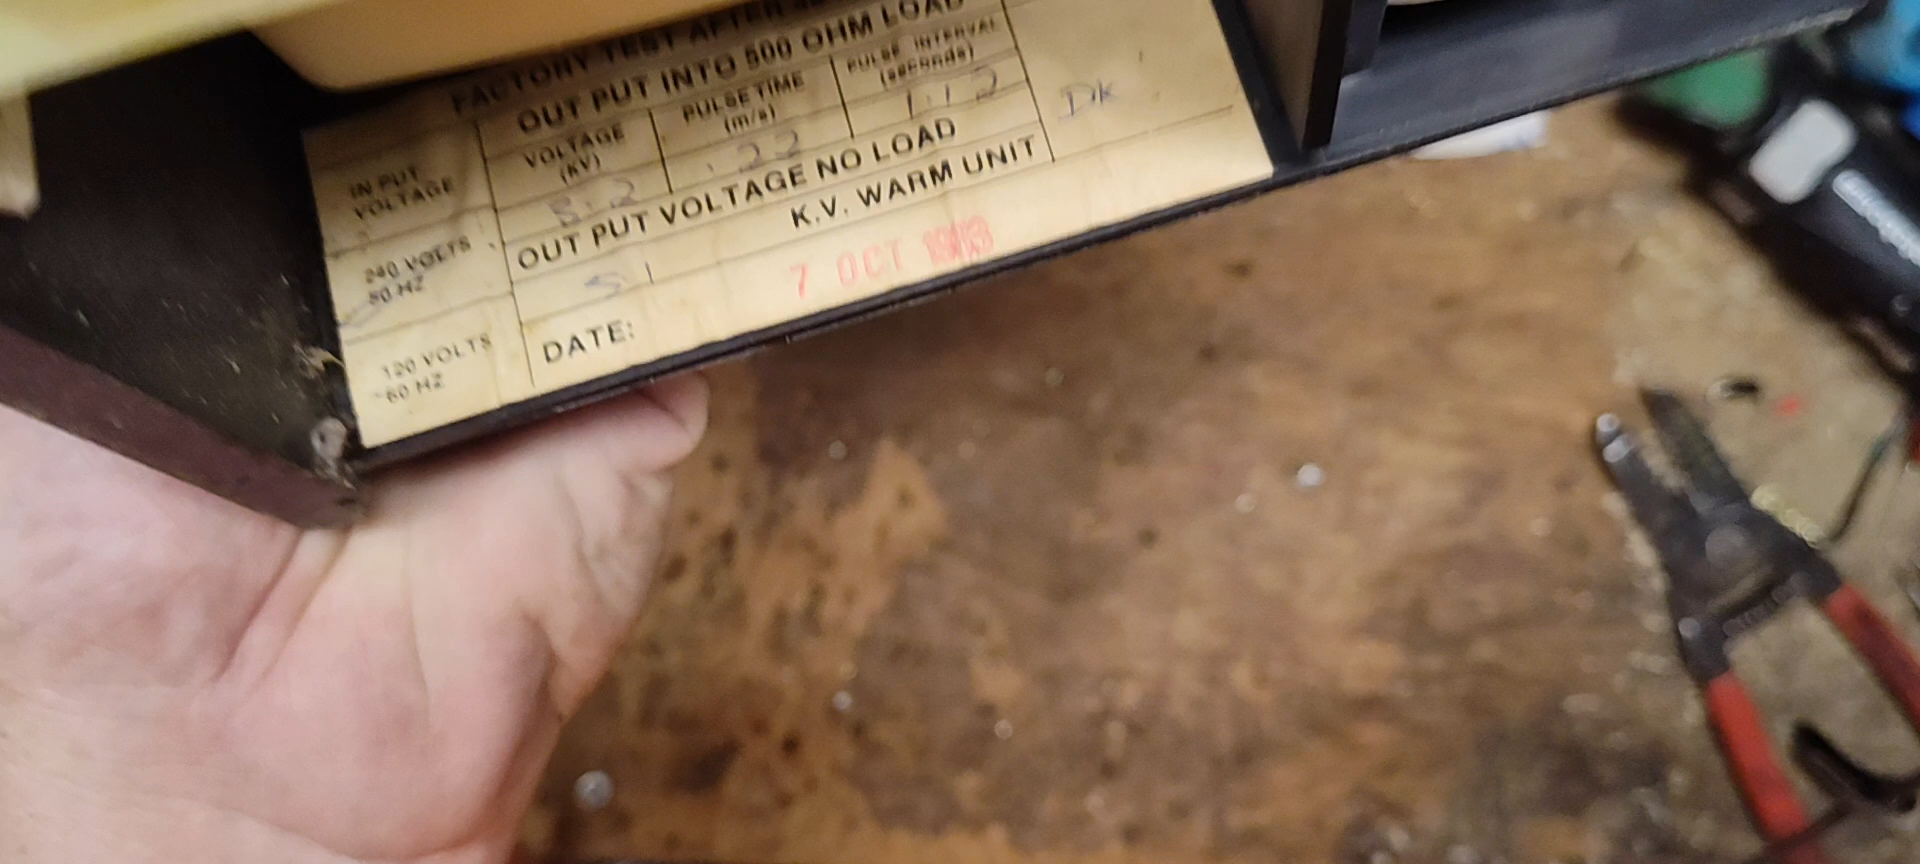 FACTORY TEST AFTER
OUT PUT INTO 500 OHM LOAD
VOLTAGE (KV)
PULSE TIME (m/s)
PULSE INTERVAL (seconds)
.22
1.12
DK
IN PUT VOLTAGE
OUT PUT VOLTAGE NO LOAD
K.V. WARM UNIT
240 VOLTS
50 HZ
7 OCT
120 VOLTS
60 HZ
DATE: